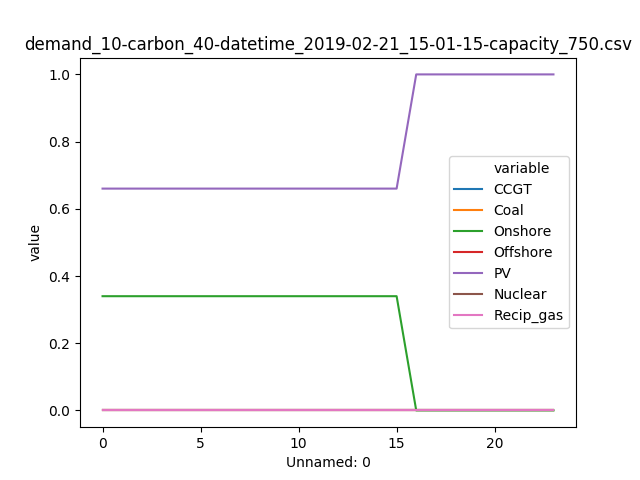 demand_10-carbon_40-datetime_2019-02-21_15-01-15-capacity_750.csv
1.0
0.8
0.6
0.4
0.2
0.0
value
variable
CCGT
Coal
Onshore
Offshore
PV
Nuclear
Recip_gas
0 5 10 15 20
Unnamed: 0